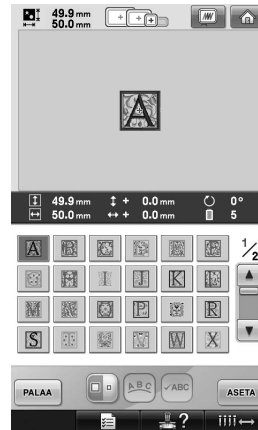 49.9 mm
50.0 mm
A
49.9 mm + 0.0 mm 0°
50.0 mm + 0.0 mm 5
A B F 1/2
I J K
M N P R
S V W X
PALAA ABC ABC ASETA
?